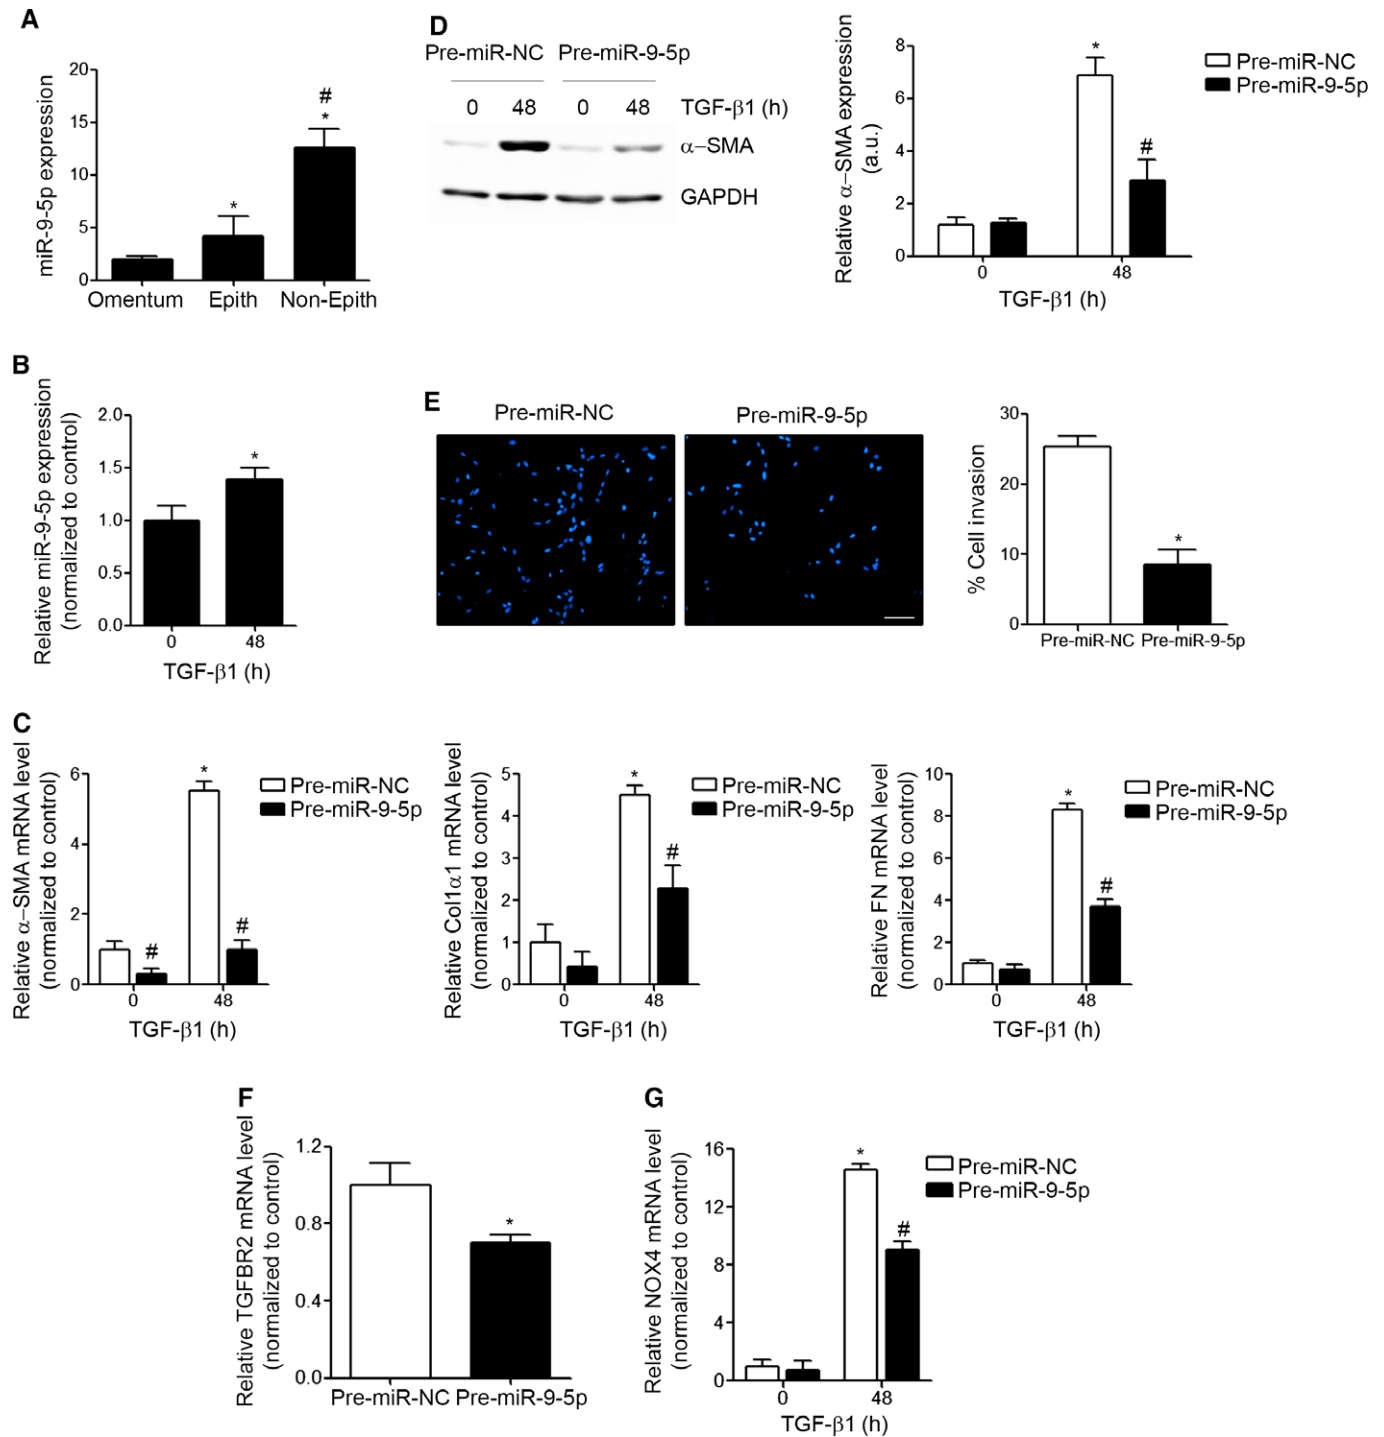 A
miR-9-5p expression
20
15
10
5
0
*
#
*
Omentum Epith Non-Epith
B
Relative miR-9-5p expression
(normalized to control)
2.0
1.5
1.0
0.5
0.0
*
0 48
TGF-β1 (h)
C
Relative α–SMA mRNA level
(normalized to control)
6
4
2
0
#
*
#
0 48
TGF-β1 (h)
Pre-miR-NC
Pre-miR-9-5p
Relative Col1α1 mRNA level
(normalized to control)
5
4
3
2
1
0
*
#
0 48
TGF-β1 (h)
Pre-miR-NC
Pre-miR-9-5p
Relative FN mRNA level
(normalized to control)
10
8
6
4
2
0
*
#
0 48
TGF-β1 (h)
Pre-miR-NC
Pre-miR-9-5p
D
Pre-miR-NC Pre-miR-9-5p
0 48 0 48 TGF-β1 (h)
α–SMA
GAPDH
Relative α–SMA expression
(a.u.)
8
6
4
2
0
*
#
0 48
TGF-β1 (h)
Pre-miR-NC
Pre-miR-9-5p
E
Pre-miR-NC Pre-miR-9-5p
% Cell invasion
30
20
10
0
*
Pre-miR-NC Pre-miR-9-5p
F
Relative TGFBR2 mRNA level
(normalized to control)
1.2
0.8
0.4
0.0
*
Pre-miR-NC Pre-miR-9-5p
G
Relative NOX4 mRNA level
(normalized to control)
16
12
8
4
0
*
#
0 48
TGF-β1 (h)
Pre-miR-NC
Pre-miR-9-5p